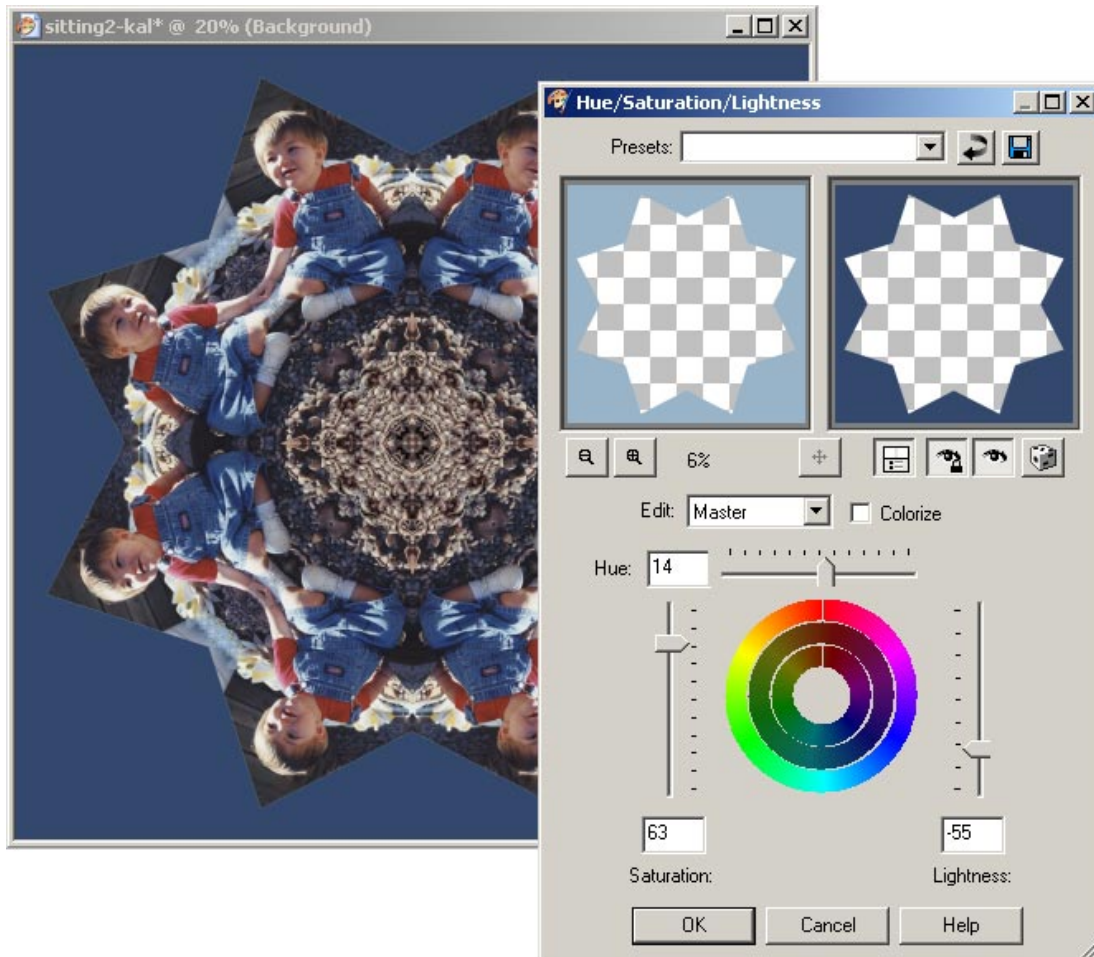 sitting2-kal* @ 20% (Background)
Hue/Saturation/Lightness
Presets:
6%
Edit: Master Colorize
Hue: 14
63 -55
Saturation: Lightness:
OK Cancel Help